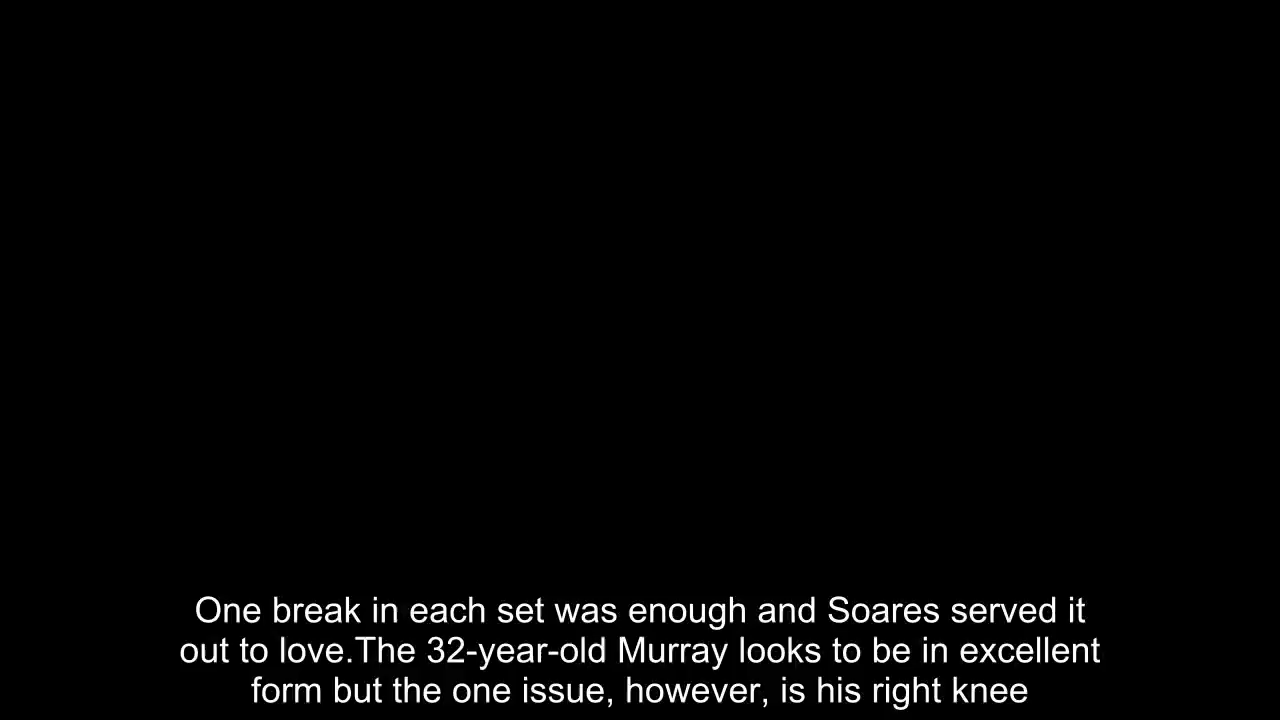 One break in each set was enough and Soares served it
out to love.The 32-year-old Murray looks to be in excellent
form but the one issue, however, is his right knee